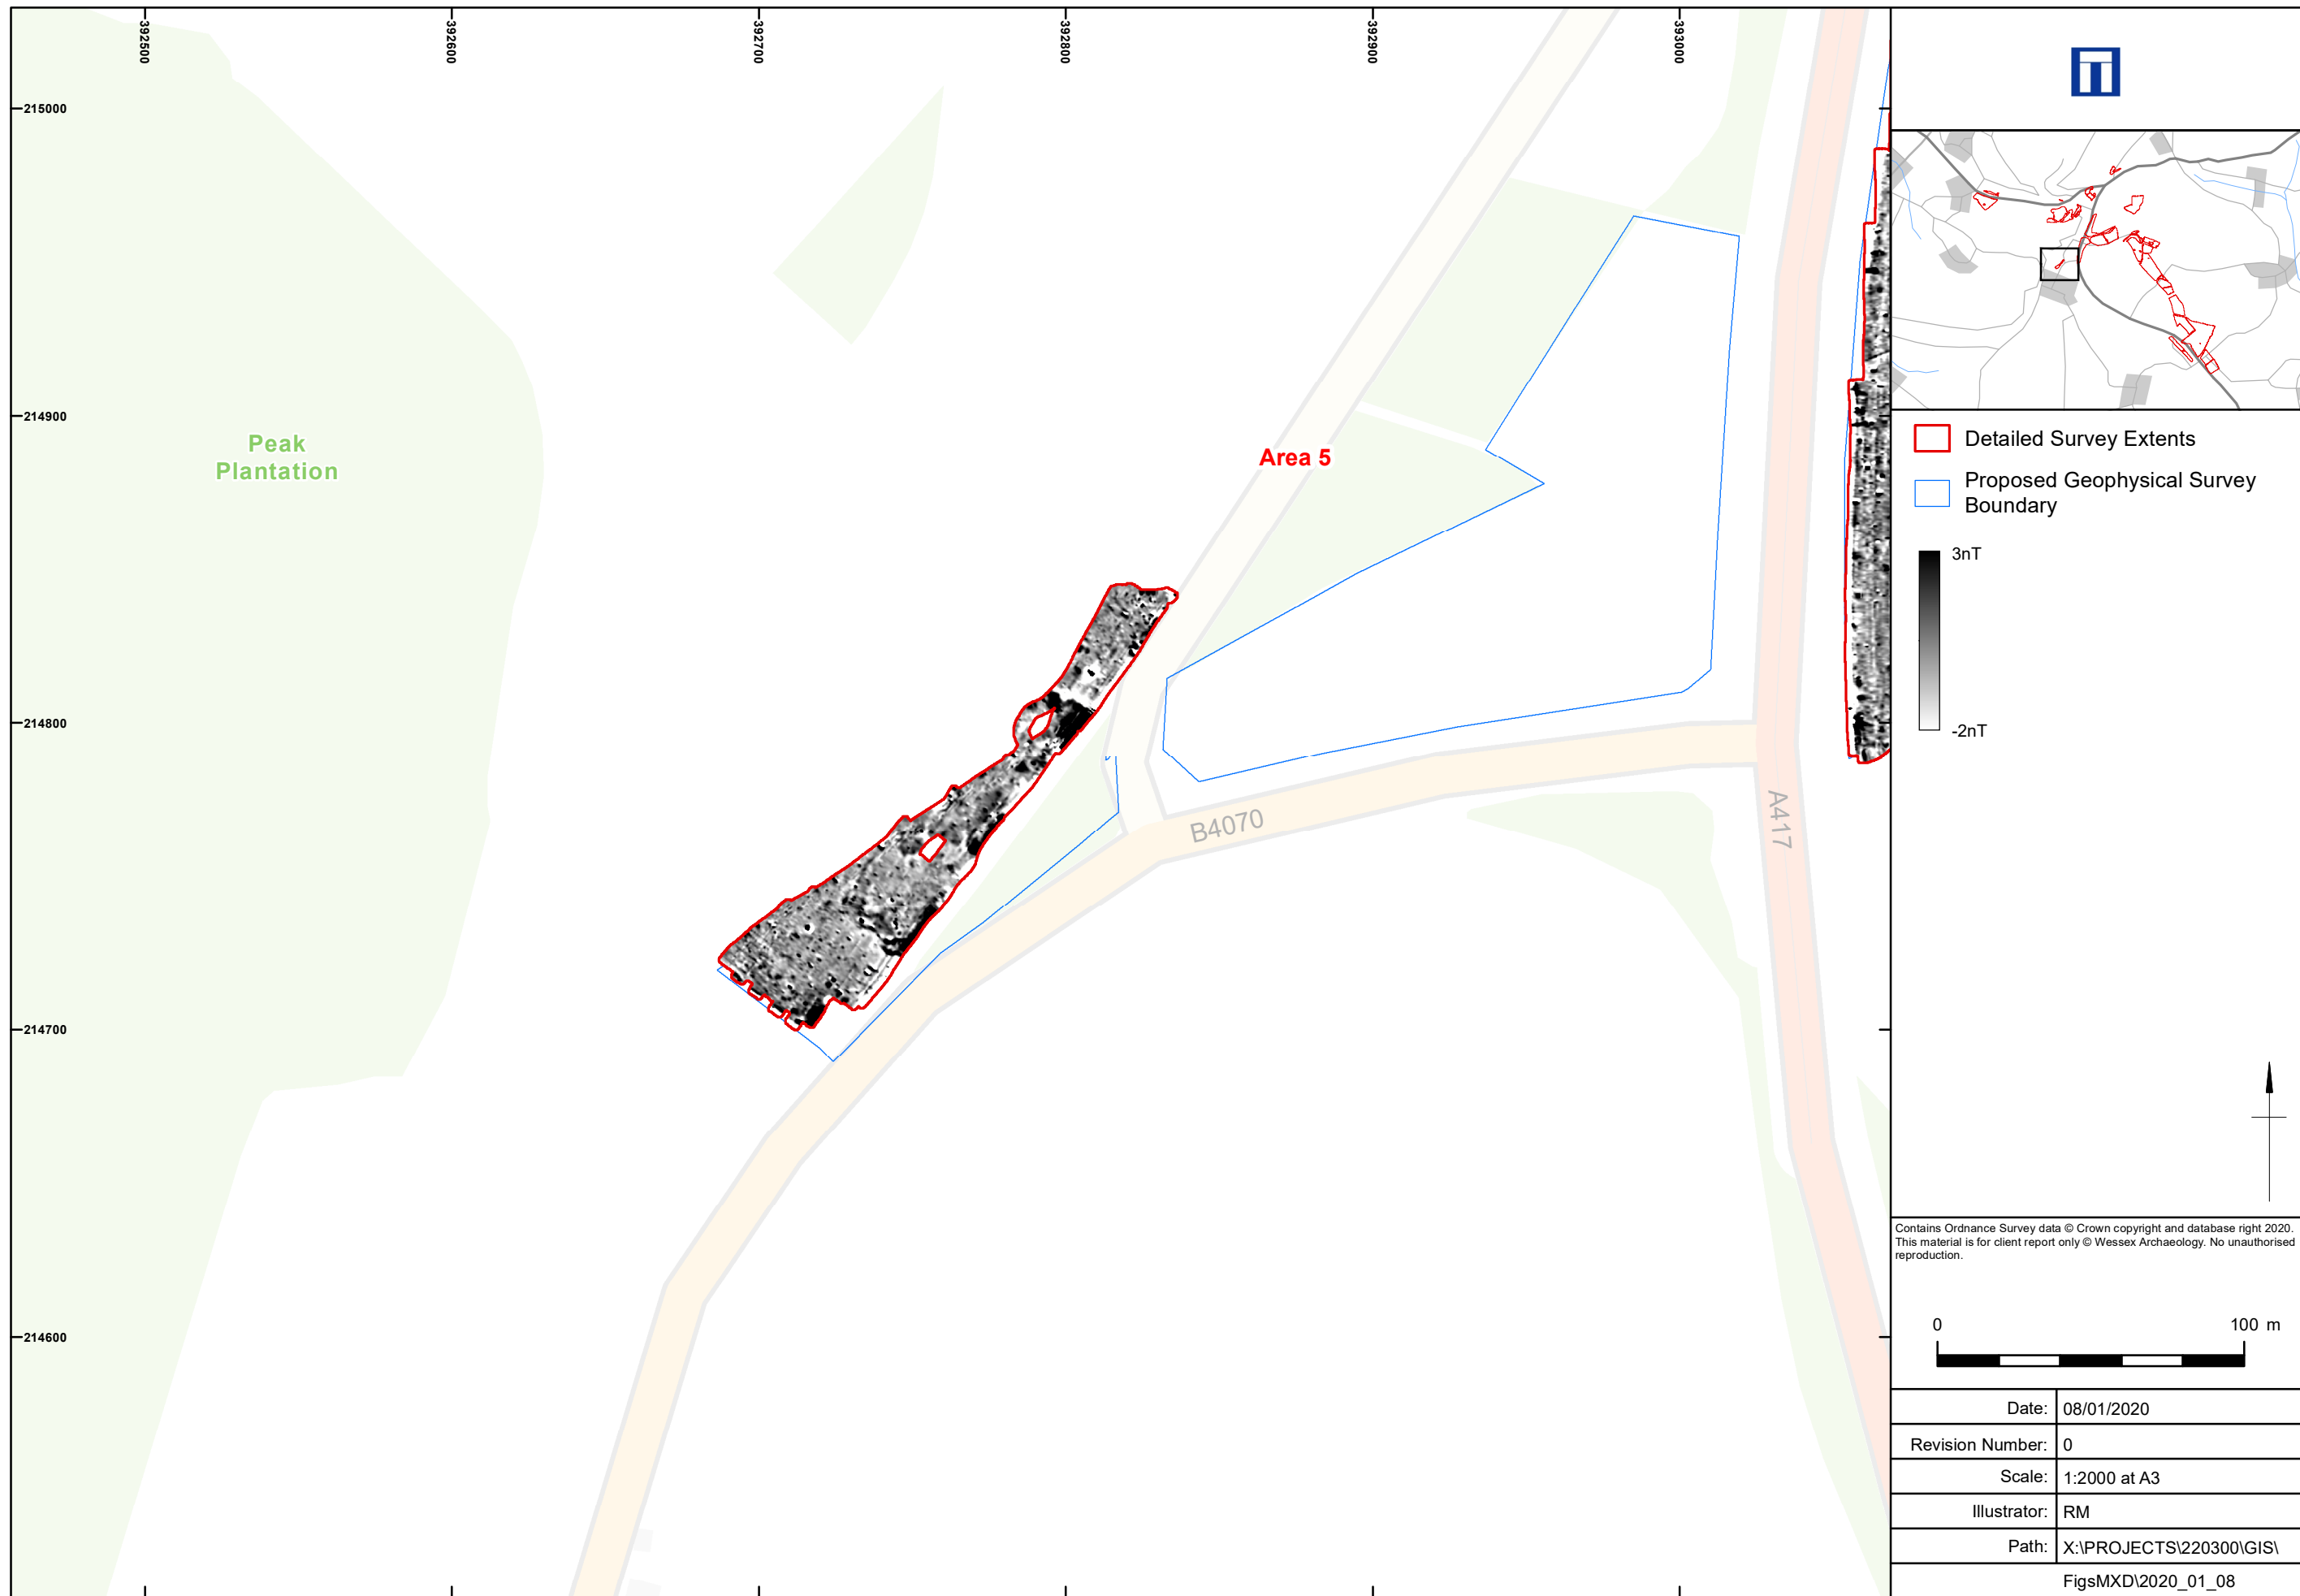 392500
392600
392700
392800
392900
393000
215000
214900
214800
214700
214600
Peak
Plantation
Area 5
B4070
A417
Detailed Survey Extents
Proposed Geophysical Survey
Boundary
3nT
-2nT
Contains Ordnance Survey data © Crown copyright and database right 2020.
This material is for client report only © Wessex Archaeology. No unauthorised
reproduction.
0 100 m
Date: 08/01/2020
Revision Number: 0
Scale: 1:2000 at A3
Illustrator: RM
Path: X:\PROJECTS\220300\GIS\
FigsMXD\2020_01_08